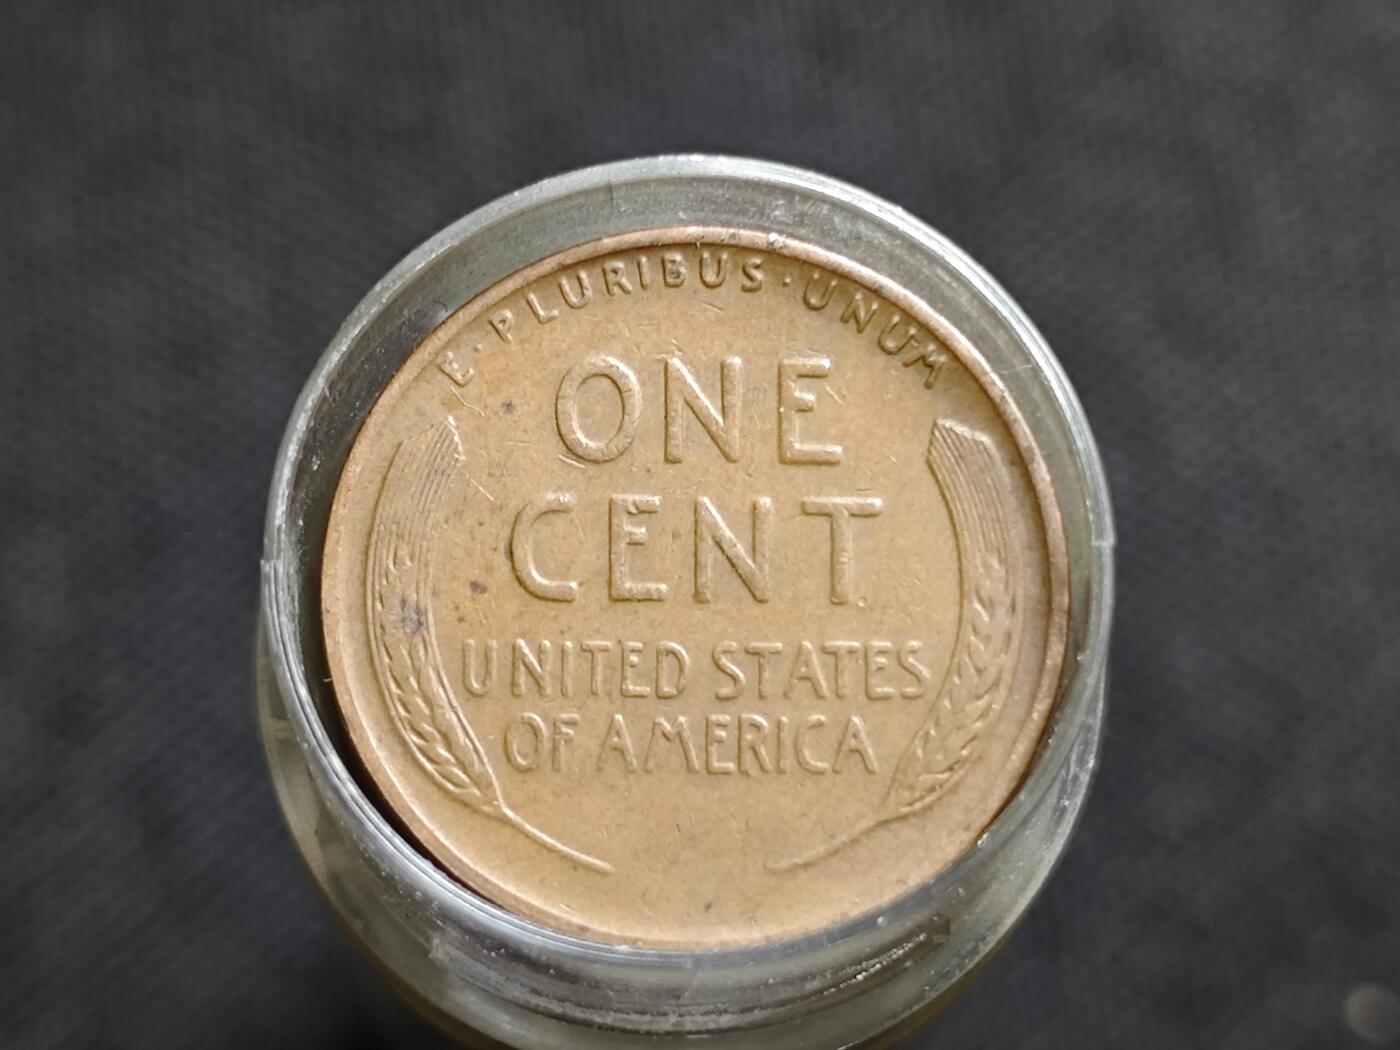 E·PLURIBUS·UNUM
ONE
CENT
UNITED STATES
OF AMERICA